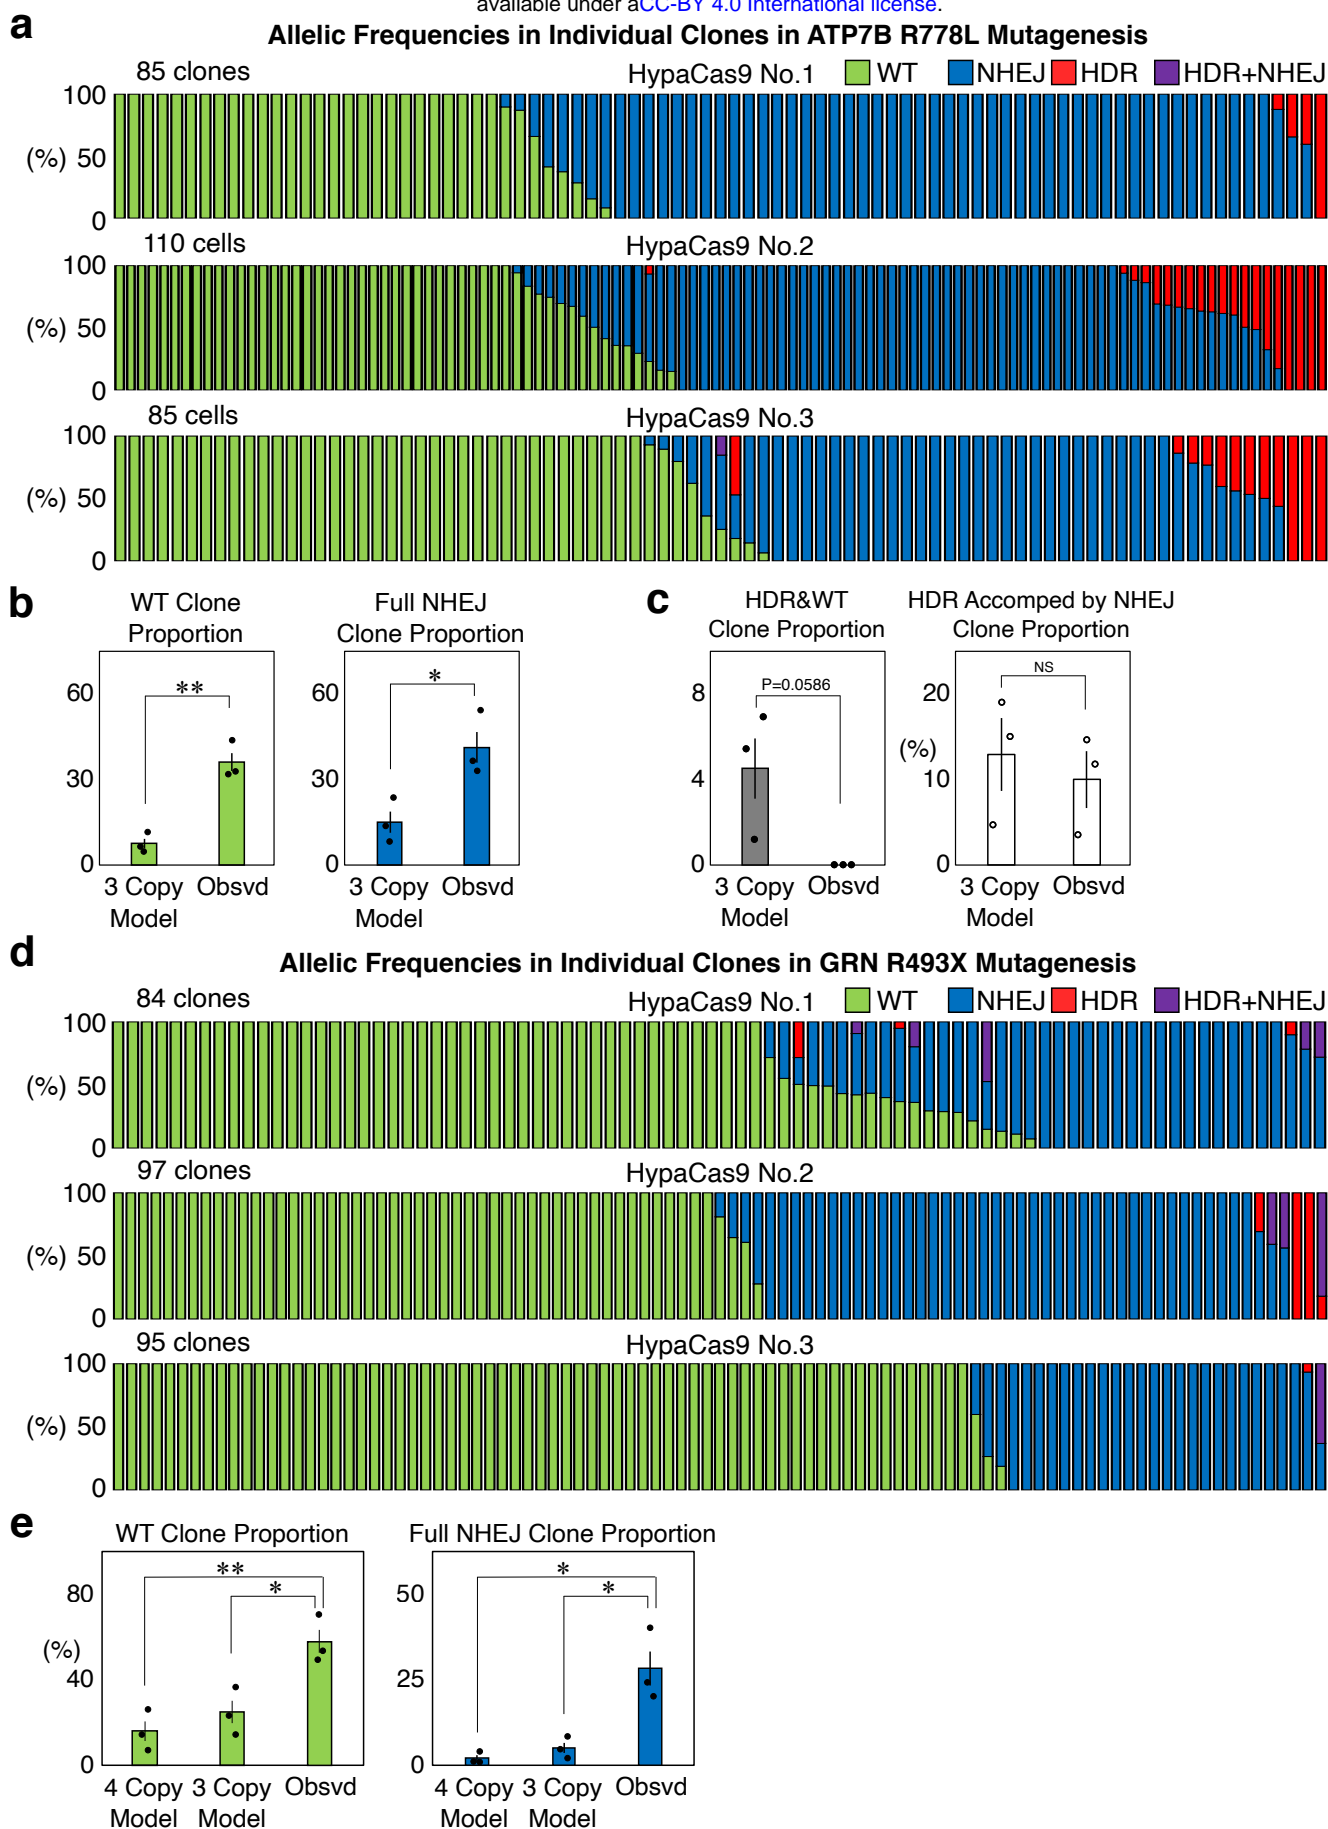 available under aCC-BY 4.0 International license.
a
Allelic Frequencies in Individual Clones in ATP7B R778L Mutagenesis
85 clones HypaCas9 No.1 WT NHEJ HDR HDR+NHEJ
100
(%) 50
0
110 cells HypaCas9 No.2
100
(%) 50
0
85 cells HypaCas9 No.3
100
(%) 50
0
b
WT Clone
Proportion
60
30
0
**
3 Copy Obsvd
Model
Full NHEJ
Clone Proportion
60
30
0
*
3 Copy Obsvd
Model
c
HDR&WT
Clone Proportion
8
4
0
P=0.0586
3 Copy Obsvd
Model
HDR Accomped by NHEJ
Clone Proportion
20
(%)
10
0
NS
3 Copy Obsvd
Model
d
Allelic Frequencies in Individual Clones in GRN R493X Mutagenesis
84 clones HypaCas9 No.1 WT NHEJ HDR HDR+NHEJ
100
(%) 50
0
97 clones HypaCas9 No.2
100
(%) 50
0
95 clones HypaCas9 No.3
100
(%) 50
0
e
WT Clone Proportion
80
(%)
40
0
**
*
4 Copy 3 Copy Obsvd
Model Model
Full NHEJ Clone Proportion
50
25
0
*
*
4 Copy 3 Copy Obsvd
Model Model